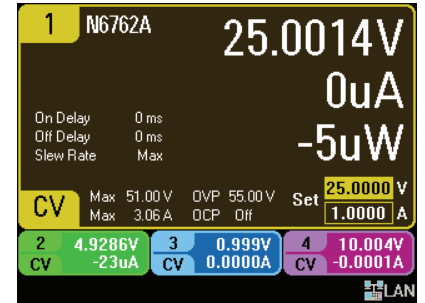 1 N6762A 25.0014V
0uA
-5uW
On Delay 0 ms
Off Delay 0 ms
Slew Rate Max
CV Max 51.00 V OVP 55.00 V Set 25.0000 V
Max 3.06 A OCP Off 1.0000 A
2 4.9286V 3 0.999V 4 10.004V
CV -23uA CV 0.0000A CV -0.0001A
LAN